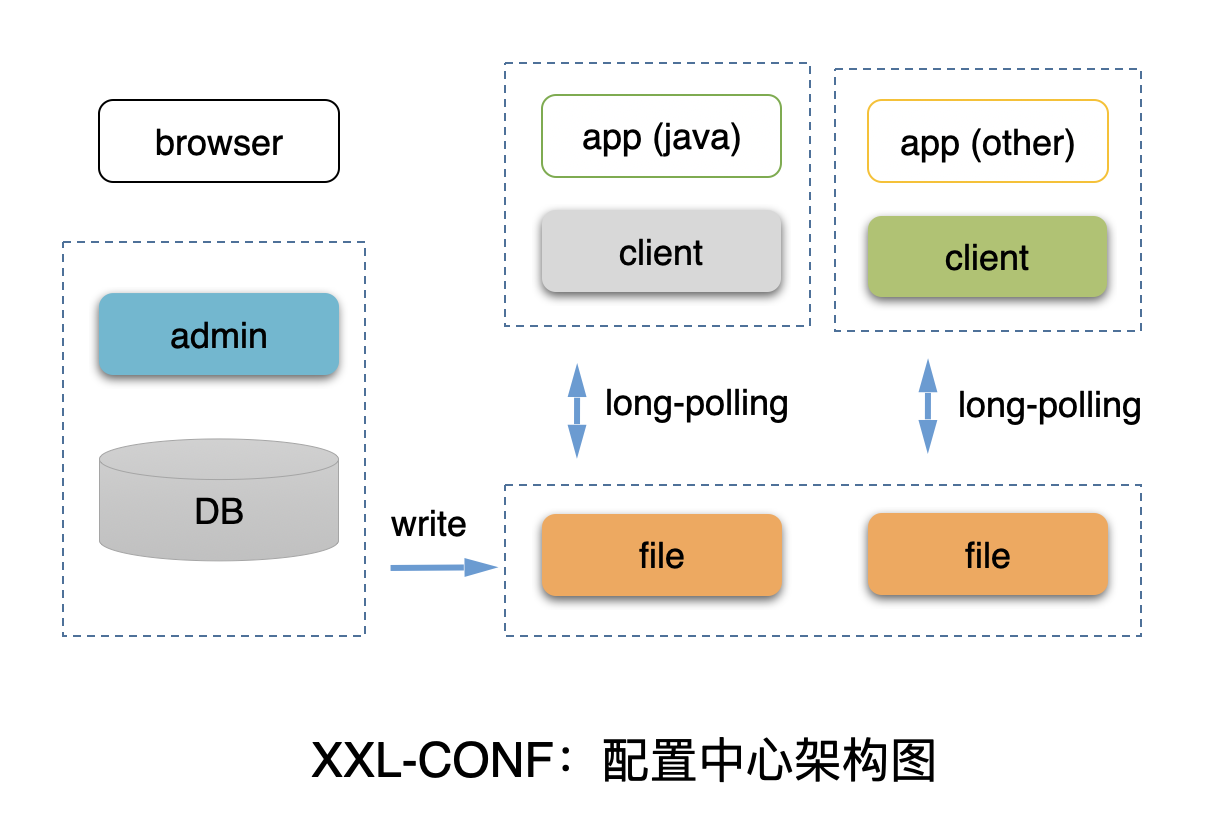 browser
admin
DB
write
app (java)
client
long-polling
app (other)
client
long-polling
file
file
XXL-CONF：配置中心架构图